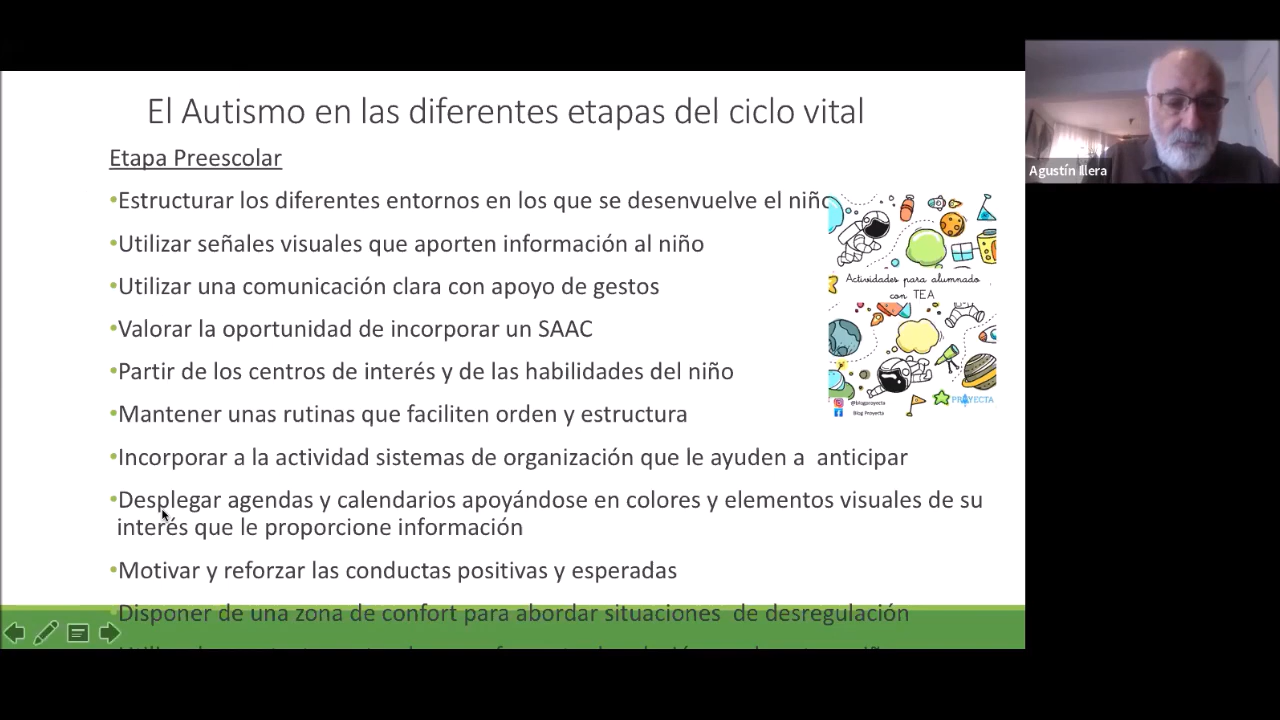 El Autismo en las diferentes etapas del ciclo vital
Etapa Preescolar
•Estructurar los diferentes entornos en los que se desenvuelve el niño
•Utilizar señales visuales que aporten información al niño
•Utilizar una comunicación clara con apoyo de gestos
•Valorar la oportunidad de incorporar un SAAC
•Partir de los centros de interés y de las habilidades del niño
•Mantener unas rutinas que faciliten orden y estructura
•Incorporar a la actividad sistemas de organización que le ayuden a  anticipar
•Desplegar agendas y calendarios apoyándose en colores y elementos visuales de su
interés que le proporcione información
•Motivar y reforzar las conductas positivas y esperadas
•Disponer de una zona de confort para abordar situaciones  de desregulación
Actividades para alumnado
con TEA
@blogproyecta
Blog Proyecta
PROYECTA
Agustín Illera